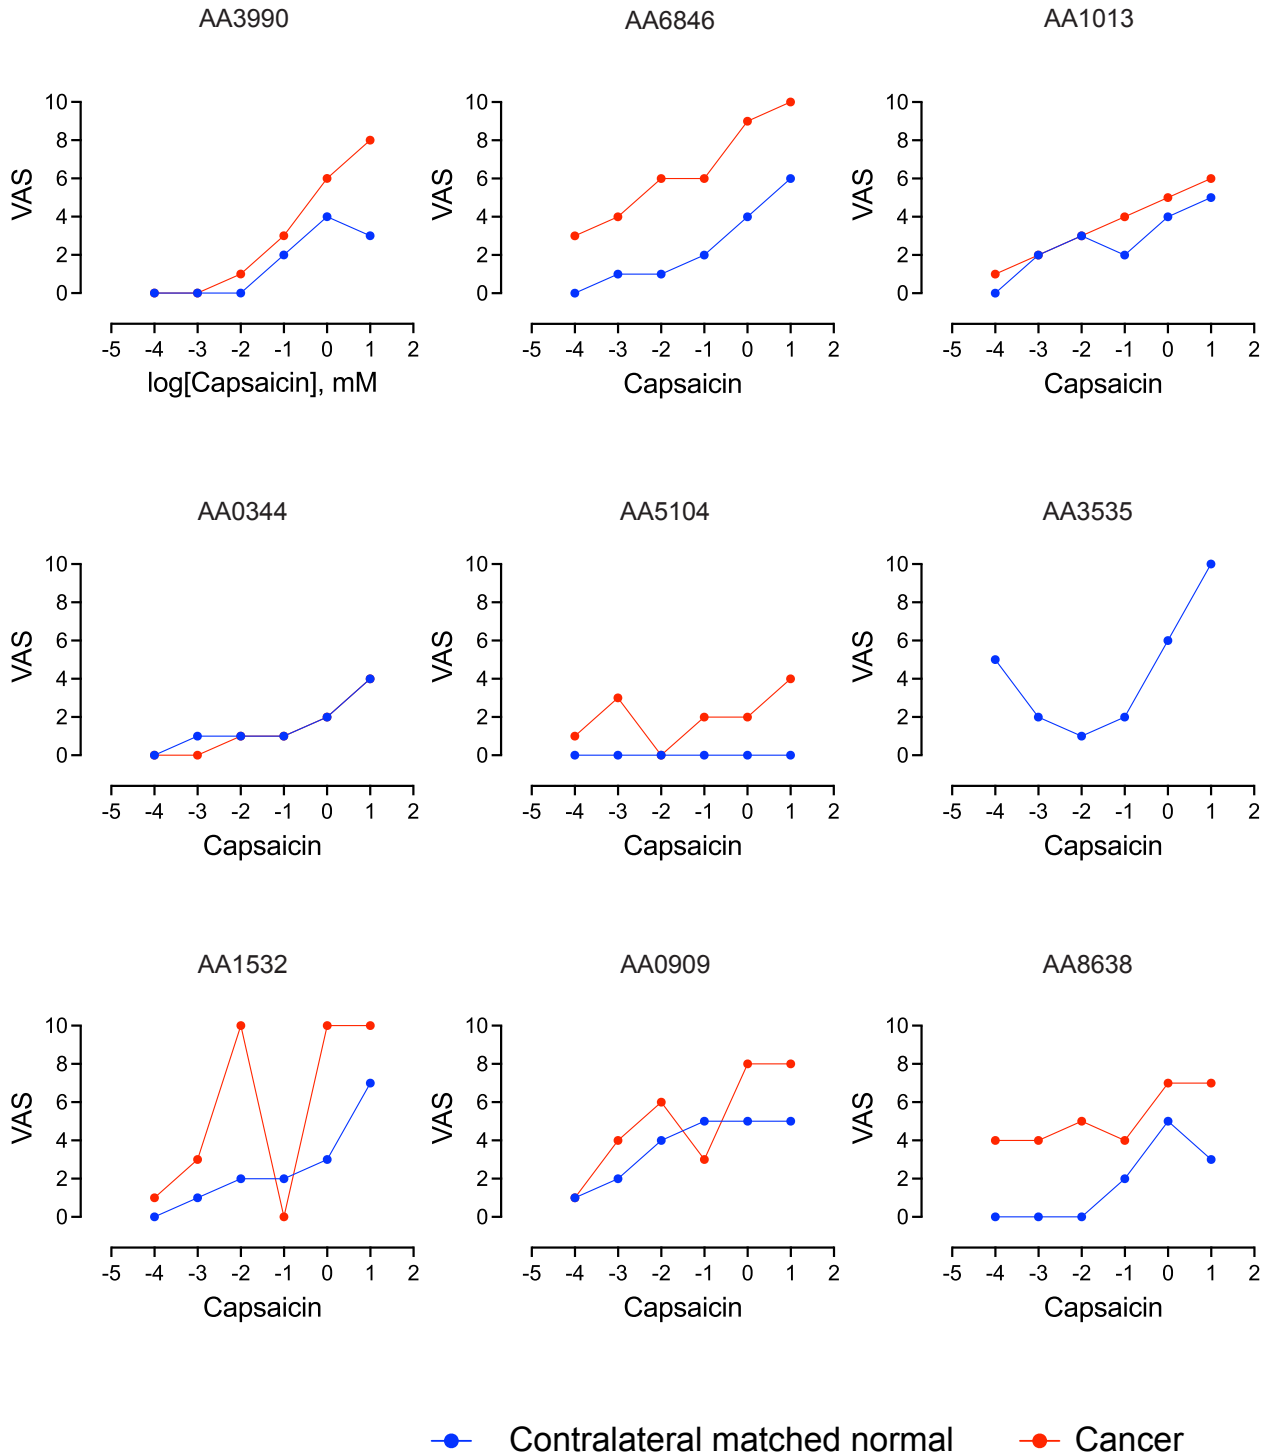 AA3990 AA6846 AA1013
10 10 10
8 8 8
6 6 6
VAS VAS VAS
4 4 4
2 2 2
0 0 0
-5 -4 -3 -2 -1 0 1 2 -5 -4 -3 -2 -1 0 1 2 -5 -4 -3 -2 -1 0 1 2
log[Capsaicin], mM Capsaicin Capsaicin
AA0344 AA5104 AA3535
10 10 10
8 8 8
6 6 6
VAS VAS VAS
4 4 4
2 2 2
0 0 0
-5 -4 -3 -2 -1 0 1 2 -5 -4 -3 -2 -1 0 1 2 -5 -4 -3 -2 -1 0 1 2
Capsaicin Capsaicin Capsaicin
AA1532 AA0909 AA8638
10 10 10
8 8 8
6 6 6
VAS VAS VAS
4 4 4
2 2 2
0 0 0
-5 -4 -3 -2 -1 0 1 2 -5 -4 -3 -2 -1 0 1 2 -5 -4 -3 -2 -1 0 1 2
Capsaicin Capsaicin Capsaicin
Contralateral matched normal Cancer